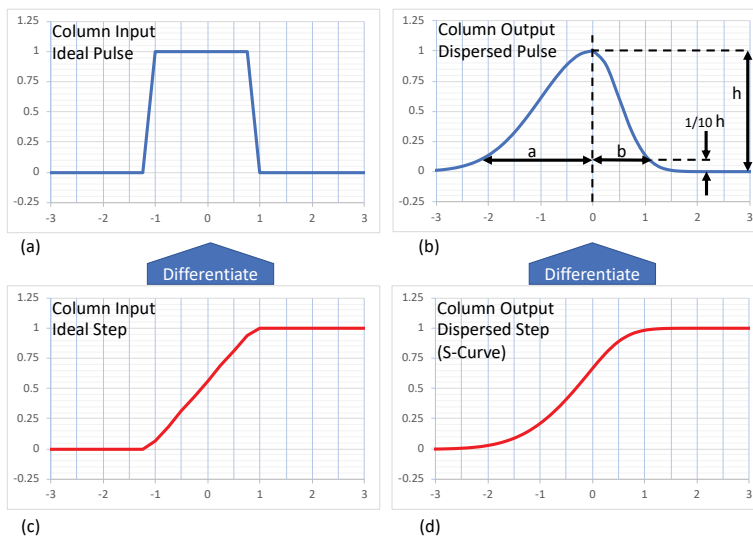 Column Input
Ideal Pulse
1.25
1
0.75
0.5
0.25
0
-0.25
-3 -2 -1 0 1 2 3
(a)
Column Output
Dispersed Pulse
1.25
1
0.75
0.5
0.25
0
-0.25
h
1/10 h
a
b
-3 -2 -1 0 1 2 3
(b)
Differentiate
Differentiate
Column Input
Ideal Step
1.25
1
0.75
0.5
0.25
0
-0.25
-3 -2 -1 0 1 2 3
(c)
Column Output
Dispersed Step
(S-Curve)
1.25
1
0.75
0.5
0.25
0
-0.25
-3 -2 -1 0 1 2 3
(d)